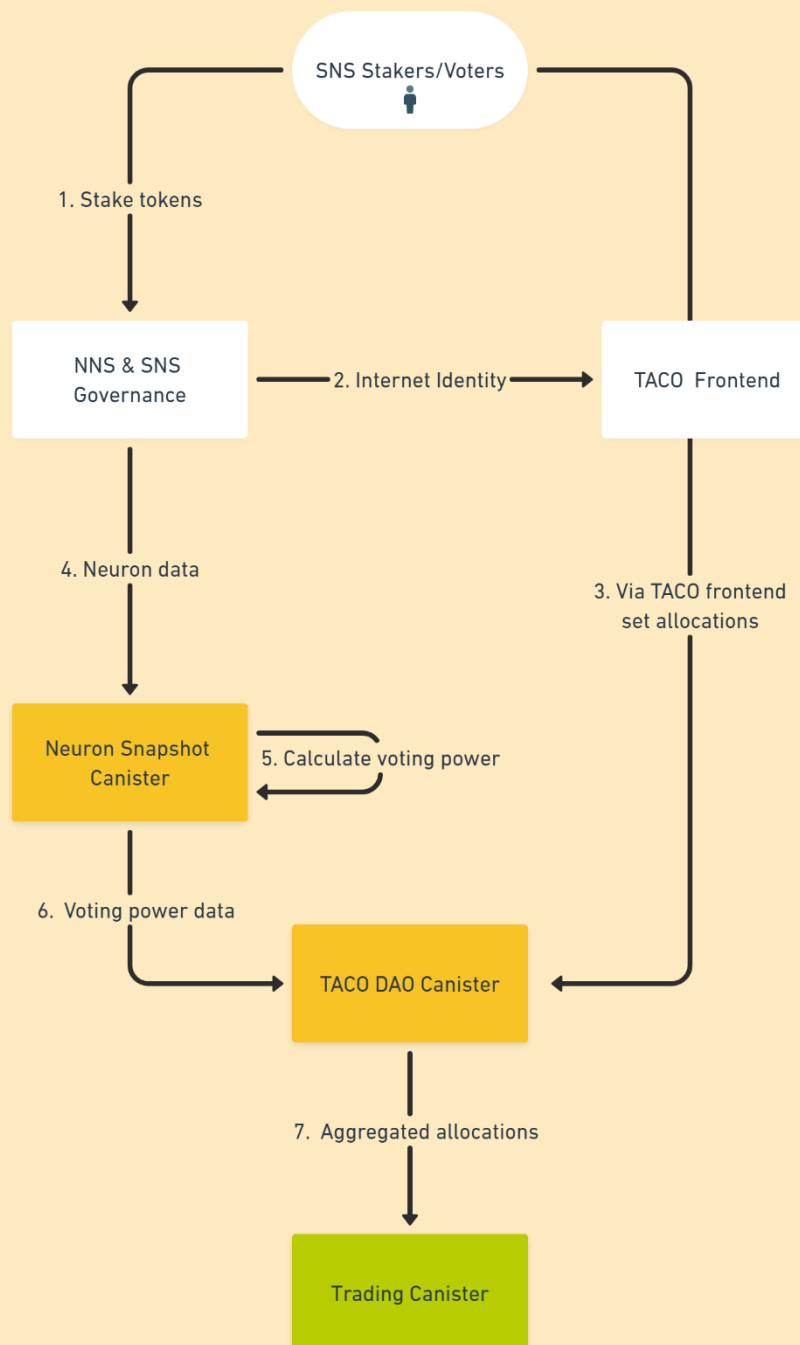 SNS Stakers/Voters
1. Stake tokens
NNS & SNS
Governance
2. Internet Identity
TACO Frontend
4. Neuron data
3. Via TACO frontend
set allocations
Neuron Snapshot
Canister
5. Calculate voting power
6. Voting power data
TACO DAO Canister
7. Aggregated allocations
Trading Canister